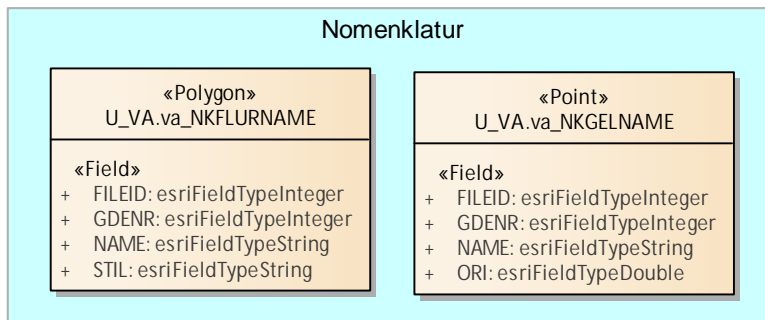 Nomenklatur
«Polygon»
U_VA.va_NKFLURNAME
«Field»
+ FILEID: esriFieldTypeInteger
+ GDENR: esriFieldTypeInteger
+ NAME: esriFieldTypeString
+ STIL: esriFieldTypeString
«Point»
U_VA.va_NKGELNAME
«Field»
+ FILEID: esriFieldTypeInteger
+ GDENR: esriFieldTypeInteger
+ NAME: esriFieldTypeString
+ ORI: esriFieldTypeDouble